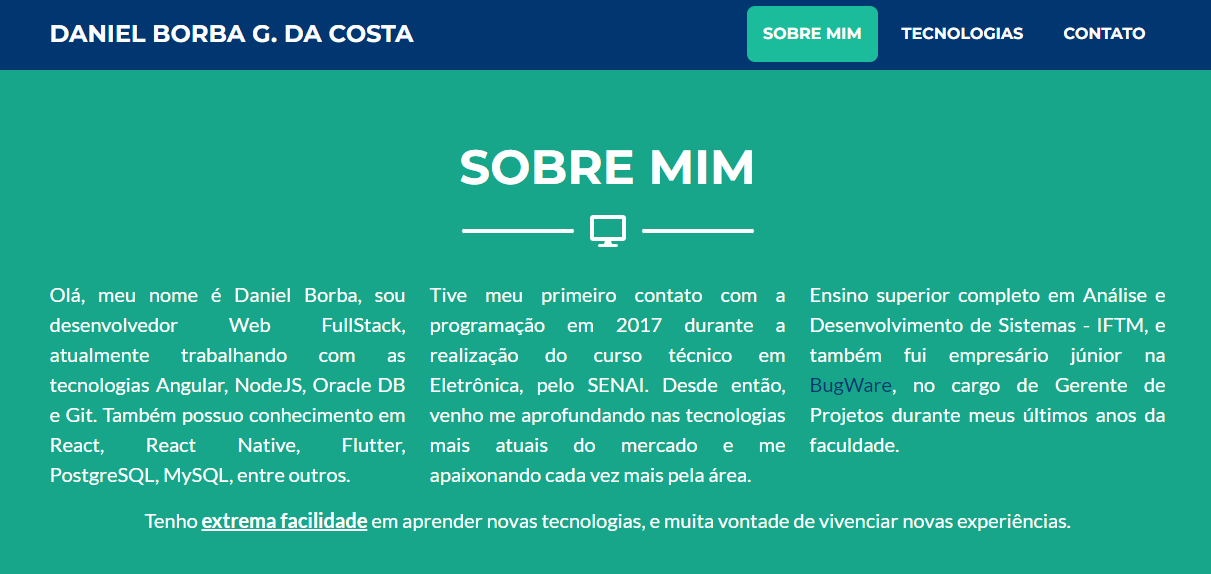 DANIEL BORBA G. DA COSTA
SOBRE MIM
TECNOLOGIAS
CONTATO
SOBRE MIM
Olá, meu nome é Daniel Borba, sou
desenvolvedor Web FullStack,
atualmente trabalhando com as
tecnologias Angular, NodeJS, Oracle DB
e Git. Também possuo conhecimento em
React, React Native, Flutter,
PostgreSQL, MySQL, entre outros.
Tive meu primeiro contato com a
programação em 2017 durante a
realização do curso técnico em
Eletrônica, pelo SENAI. Desde então,
venho me aprofundando nas tecnologias
mais atuais do mercado e me
apaixonando cada vez mais pela área.
Ensino superior completo em Análise e
Desenvolvimento de Sistemas - IFTM, e
também fui empresário júnior na
BugWare, no cargo de Gerente de
Projetos durante meus últimos anos da
faculdade.
Tenho extrema facilidade em aprender novas tecnologias, e muita vontade de vivenciar novas experiências.